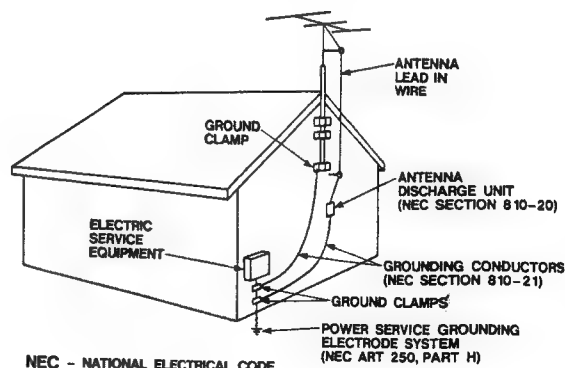 ANTENNA
LEAD IN
WIRE
GROUND
CLAMP
ANTENNA
DISCHARGE UNIT
(NEC SECTION 810-20)
ELECTRIC
SERVICE
EQUIPMENT
GROUNDING CONDUCTORS
(NEC SECTION 810-21)
GROUND CLAMPS
POWER SERVICE GROUNDING
ELECTRODE SYSTEM
(NEC ART 250, PART H)
NEC - NATIONAL ELECTRICAL CODE